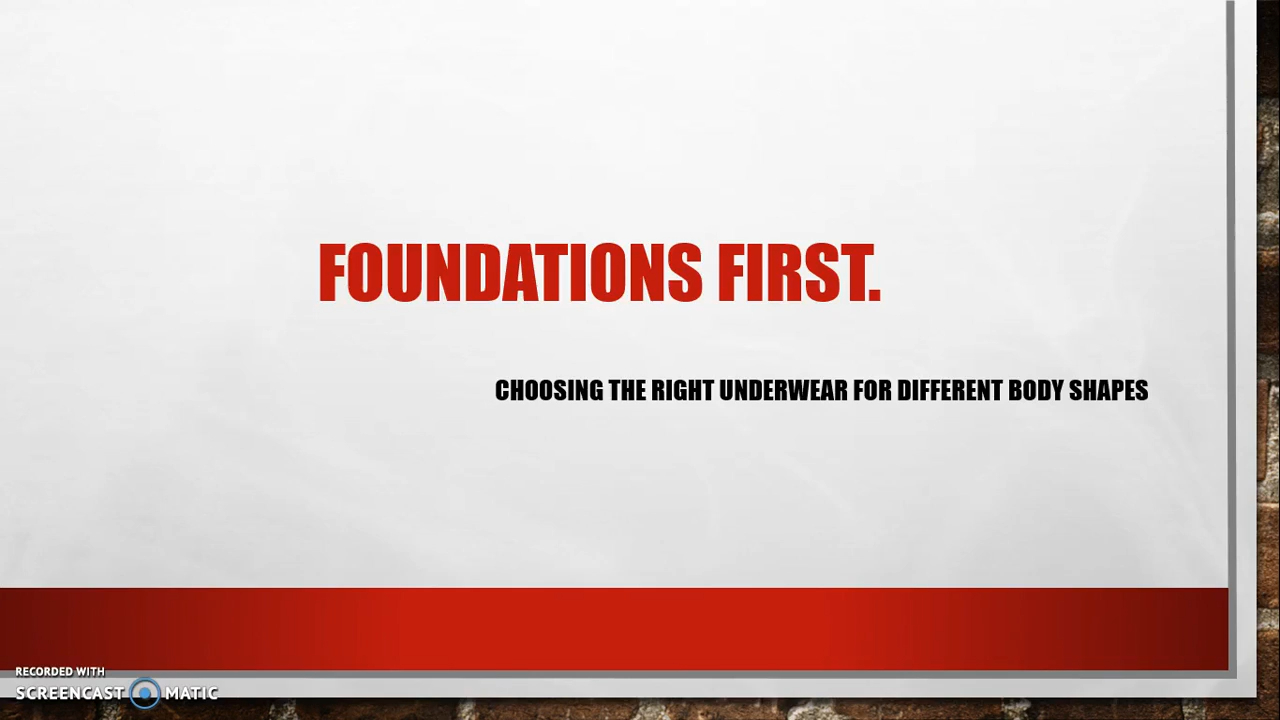 FOUNDATIONS FIRST.
CHOOSING THE RIGHT UNDERWEAR FOR DIFFERENT BODY SHAPES
RECORDED WITH
SCREENCAST MATIC